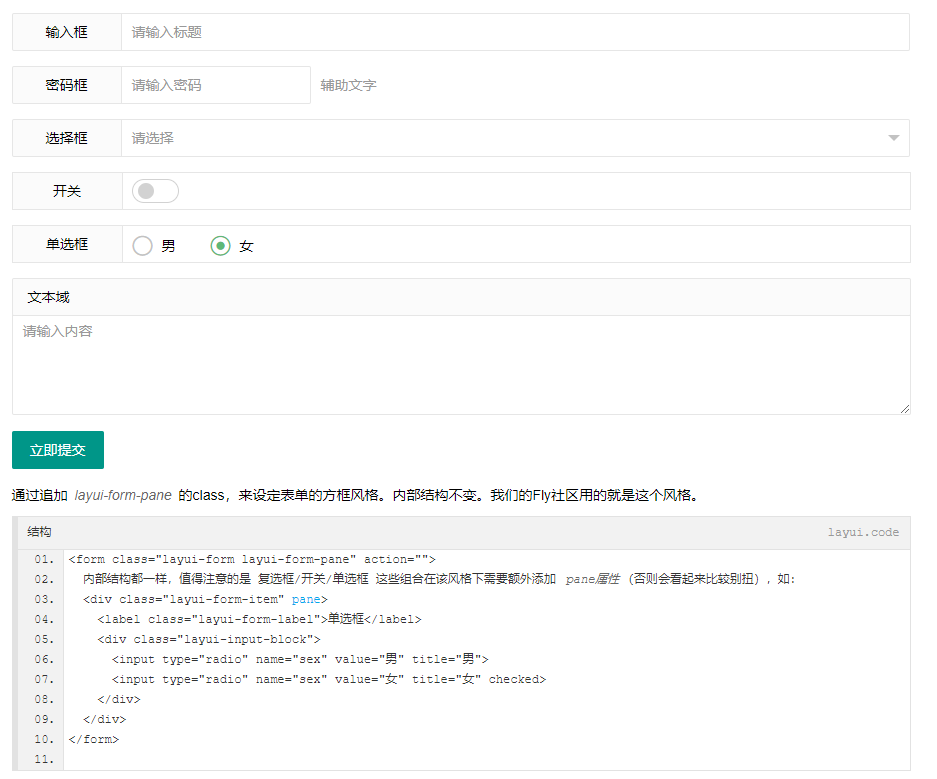 输入框 请输入标题
密码框 请输入密码 辅助文字
选择框 请选择
开关
单选框 男 女
文本域
请输入内容
立即提交
通过追加 layui-form-pane 的class，来设定表单的方框风格。内部结构不变。我们的Fly社区用的就是这个风格。
结构 layui.code
01. <form class="layui-form layui-form-pane" action="">
02. 内部结构都一样，值得注意的是 复选框/开关/单选框 这些组合在该风格下需要额外添加 pane属性（否则会看起来比较别扭），如：
03. <div class="layui-form-item" pane>
04. <label class="layui-form-label">单选框</label>
05. <div class="layui-input-block">
06. <input type="radio" name="sex" value="男" title="男">
07. <input type="radio" name="sex" value="女" title="女" checked>
08. </div>
09. </div>
10. </form>
11.